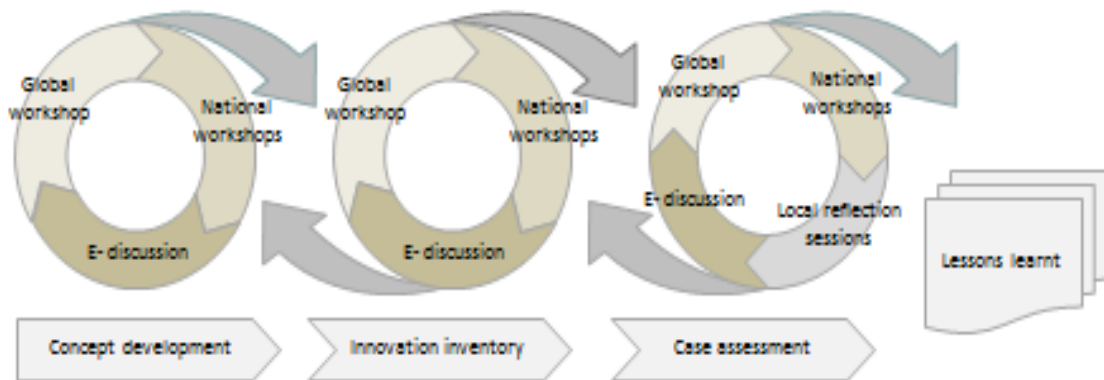 Global
workshop
National
workshops
E- discussion
Global
workshop
National
workshops
E- discussion
Global
workshop
National
workshops
E- discussion
Local reflection
sessions
Lessons learnt
Concept development
Innovation inventory
Case assessment